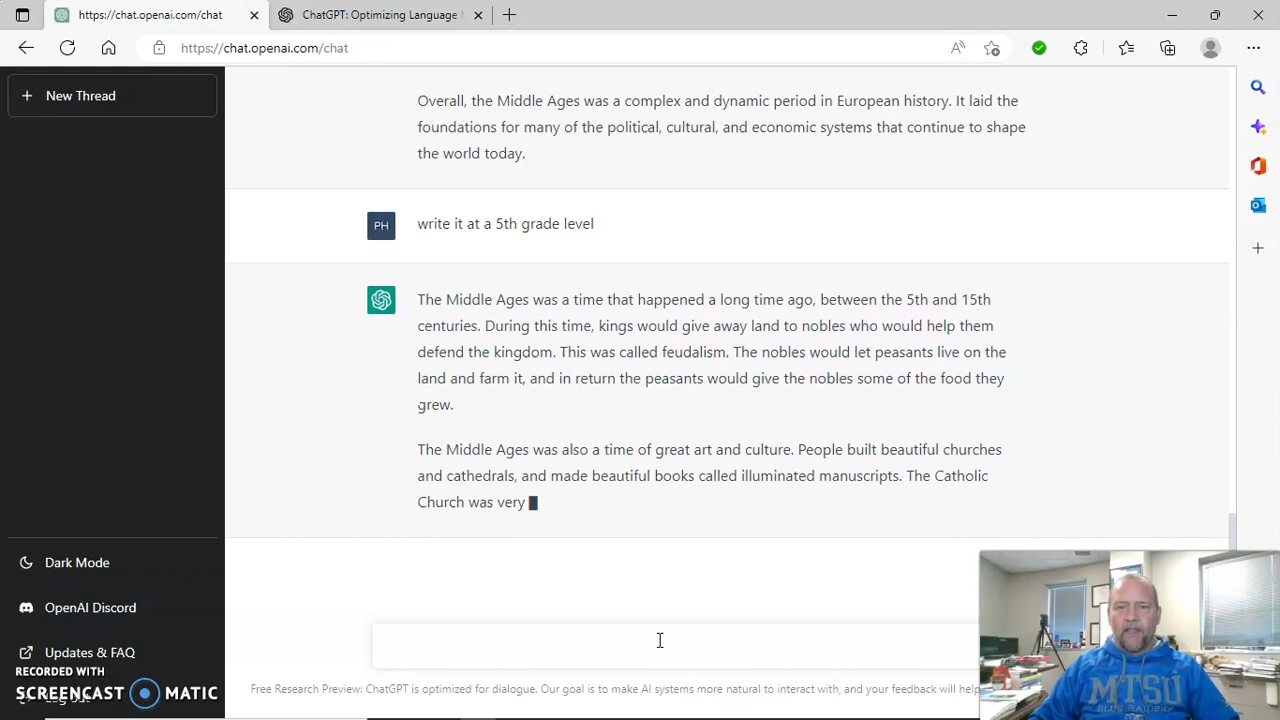 https://chat.openai.com/chat
ChatGPT: Optimizing Language
https://chat.openai.com/chat
New Thread
Overall, the Middle Ages was a complex and dynamic period in European history. It laid the
foundations for many of the political, cultural, and economic systems that continue to shape
the world today.
PH
write it at a 5th grade level
The Middle Ages was a time that happened a long time ago, between the 5th and 15th
centuries. During this time, kings would give away land to nobles who would help them
defend the kingdom. This was called feudalism. The nobles would let peasants live on the
land and farm it, and in return the peasants would give the nobles some of the food they
grew.
The Middle Ages was also a time of great art and culture. People built beautiful churches
and cathedrals, and made beautiful books called illuminated manuscripts. The Catholic
Church was very
Dark Mode
OpenAI Discord
Updates & FAQ
RECORDED WITH
SCREENCAST MATIC
Free Research Preview: ChatGPT is optimized for dialogue. Our goal is to make AI systems more natural to interact with, and your feedback will help
MTSU
BLUE RAIDERS